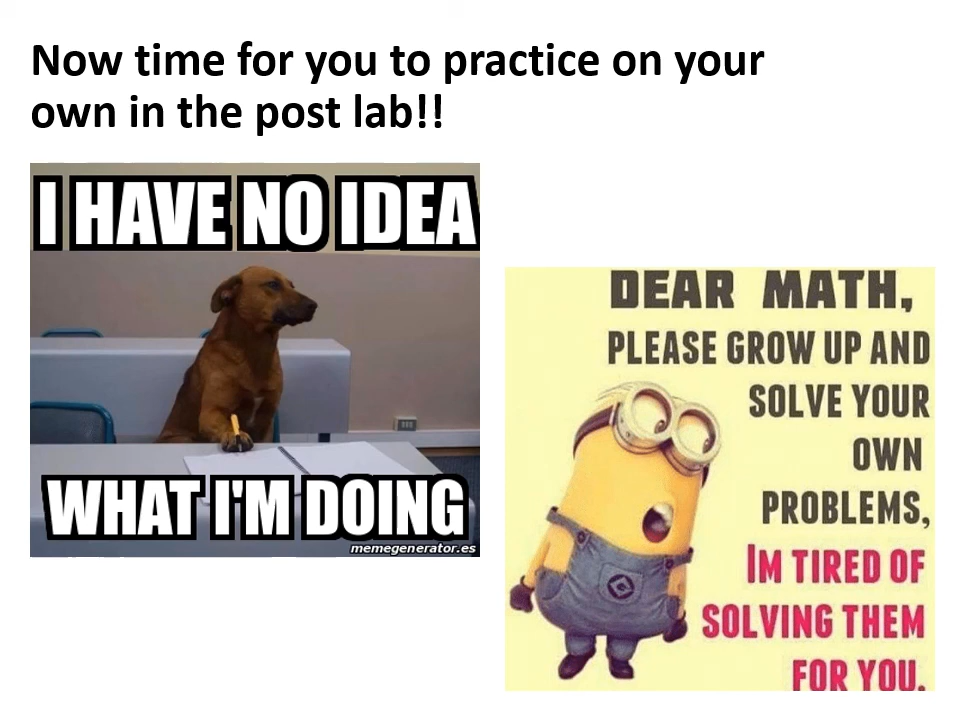 Now time for you to practice on your
own in the post lab!!
I HAVE NO IDEA
WHAT I'M DOING
memegenerator.es
DEAR MATH,
PLEASE GROW UP AND
SOLVE YOUR
OWN
PROBLEMS,
IM TIRED OF
SOLVING THEM
FOR YOU.